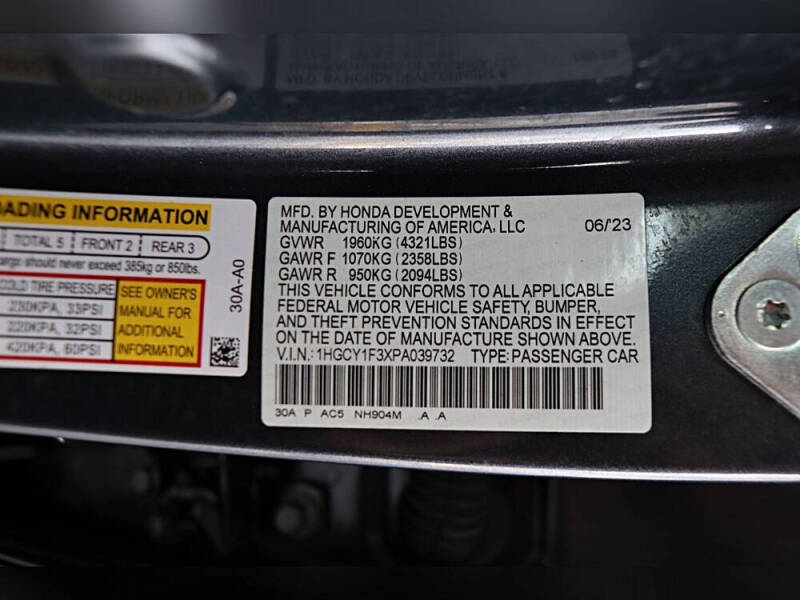 ADING INFORMATION
TOTAL 5 FRONT 2 REAR 3
cargo should never exceed 385kg or 850lbs.
COLD TIRE PRESSURE
230KPA, 33PSI
220KPA, 32PSI
420KPA, 60PSI
SEE OWNER'S
MANUAL FOR
ADDITIONAL
INFORMATION
30A-A0
MFD. BY HONDA DEVELOPMENT &
MANUFACTURING OF AMERICA, LLC 06/'23
GVWR 1960KG (4321LBS)
GAWR F 1070KG (2358LBS)
GAWR R 950KG (2094LBS)
THIS VEHICLE CONFORMS TO ALL APPLICABLE
FEDERAL MOTOR VEHICLE SAFETY, BUMPER,
AND THEFT PREVENTION STANDARDS IN EFFECT
ON THE DATE OF MANUFACTURE SHOWN ABOVE.
V.I.N.: 1HGCY1F3XPA039732 TYPE: PASSENGER CAR
30A P AC5 NH904M .A .A